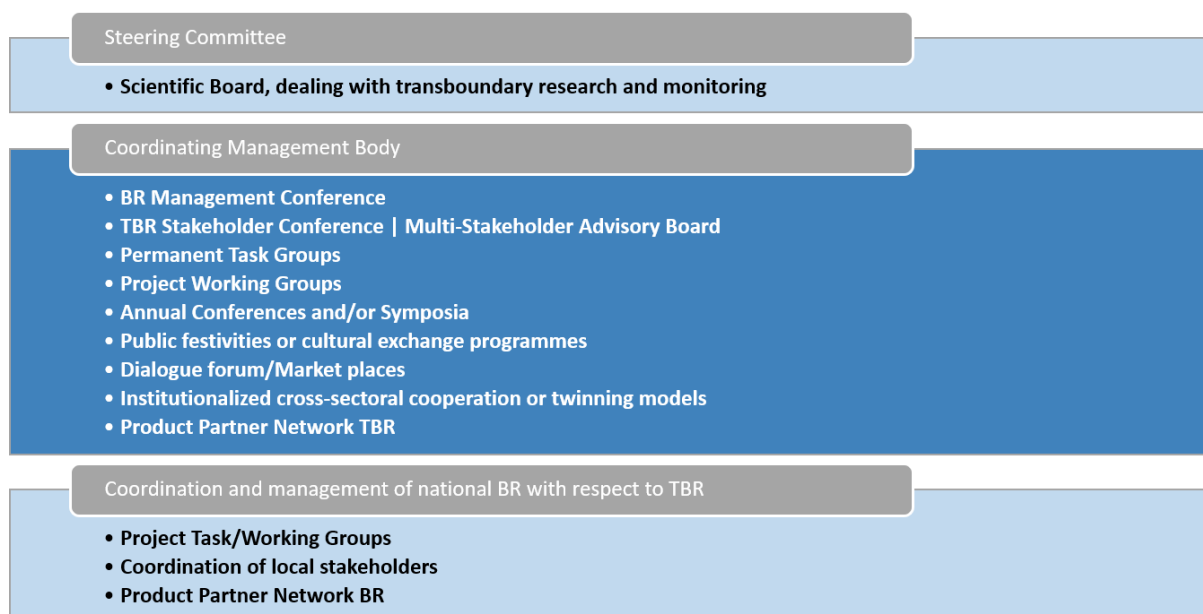 Steering Committee
• Scientific Board, dealing with transboundary research and monitoring
Coordinating Management Body
• BR Management Conference
• TBR Stakeholder Conference | Multi-Stakeholder Advisory Board
• Permanent Task Groups
• Project Working Groups
• Annual Conferences and/or Symposia
• Public festivities or cultural exchange programmes
• Dialogue forum/Market places
• Institutionalized cross-sectoral cooperation or twinning models
• Product Partner Network TBR
Coordination and management of national BR with respect to TBR
• Project Task/Working Groups
• Coordination of local stakeholders
• Product Partner Network BR